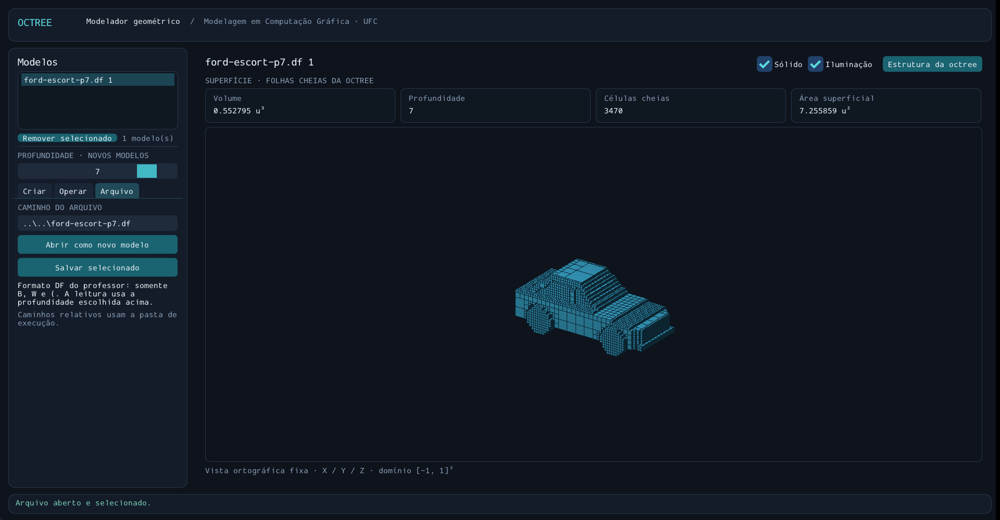 OCTREE
Modelador geométrico / Modelagem em Computação Gráfica · UFC
Modelos
ford-escort-p7.df 1
Remover selecionado 1 modelo(s)
PROFUNDIDADE · NOVOS MODELOS
7
Criar Operar Arquivo
CAMINHO DO ARQUIVO
..\..\ford-escort-p7.df
Abrir como novo modelo
Salvar selecionado
Formato DF do professor: somente
B, W e (. A leitura usa a
profundidade escolhida acima.
Caminhos relativos usam a pasta de
execução.
ford-escort-p7.df 1
Sólido Iluminação Estrutura da octree
SUPERFÍCIE · FOLHAS CHEIAS DA OCTREE
Volume
0.552795 u³
Profundidade
7
Células cheias
3470
Área superficial
7.255859 u²
Vista ortográfica fixa · X / Y / Z · domínio [-1, 1]³
Arquivo aberto e selecionado.